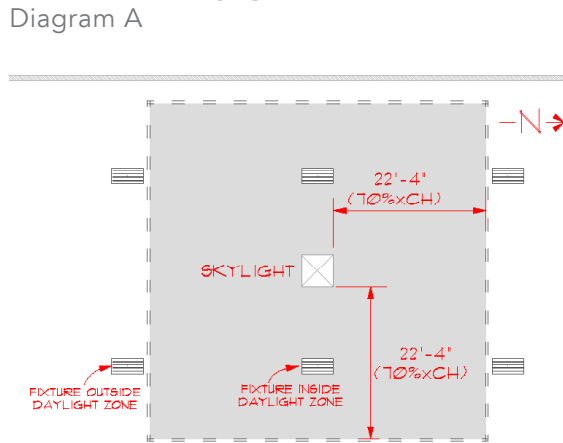 Diagram A
N
22'-4"
(70%xCH)
SKYLIGHT
22'-4"
(70%xCH)
FIXTURE OUTSIDE
DAYLIGHT ZONE
FIXTURE INSIDE
DAYLIGHT ZONE